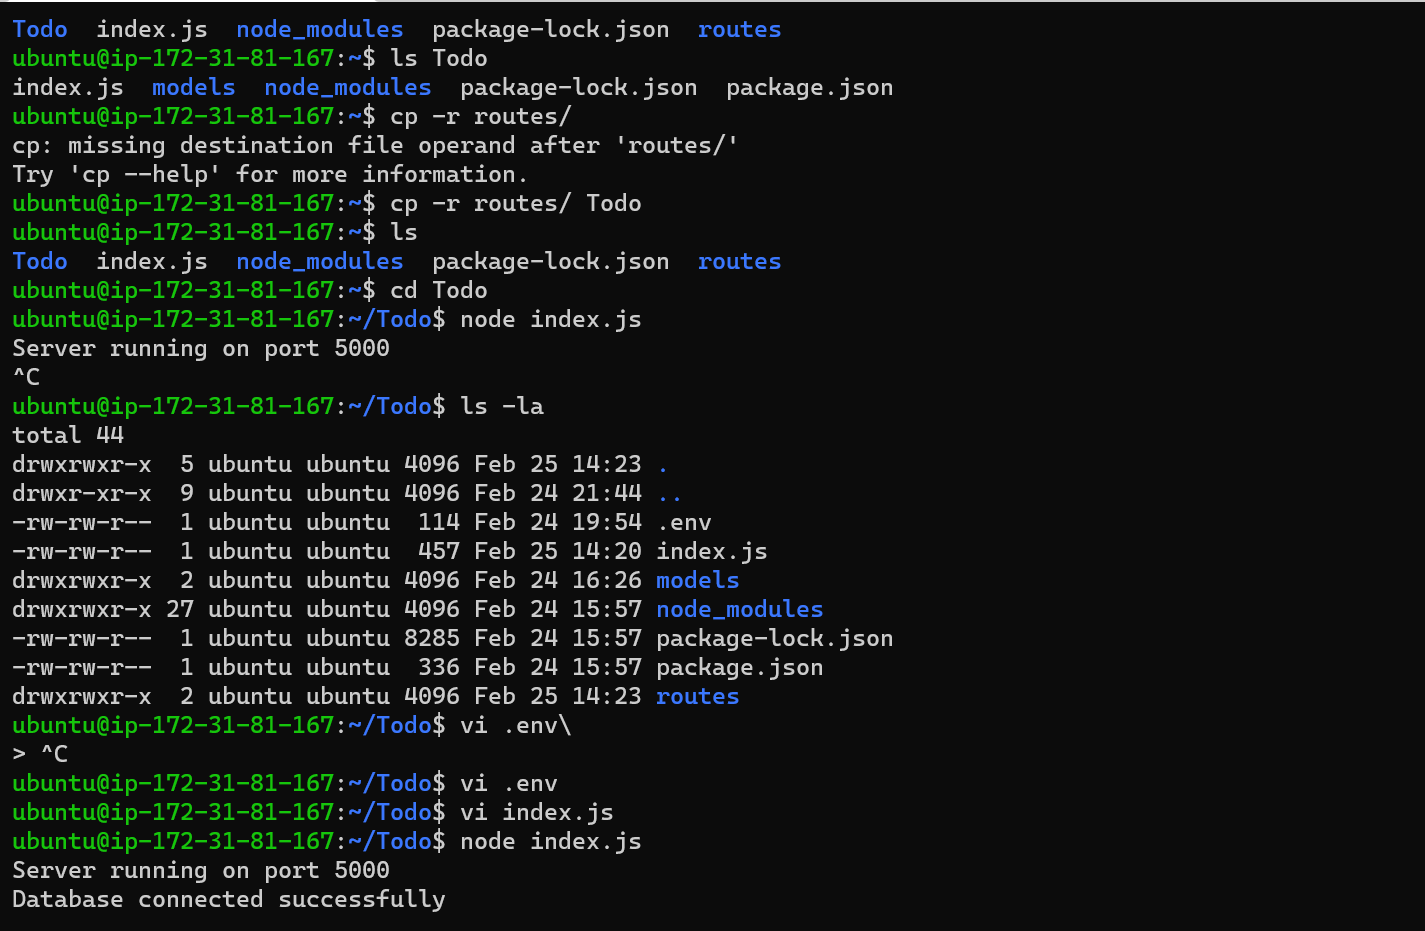 Todo  index.js  node_modules  package-lock.json  routes
ubuntu@ip-172-31-81-167:~$ ls Todo
index.js  models  node_modules  package-lock.json  package.json
ubuntu@ip-172-31-81-167:~$ cp -r routes/
cp: missing destination file operand after 'routes/'
Try 'cp --help' for more information.
ubuntu@ip-172-31-81-167:~$ cp -r routes/ Todo
ubuntu@ip-172-31-81-167:~$ ls
Todo  index.js  node_modules  package-lock.json  routes
ubuntu@ip-172-31-81-167:~$ cd Todo
ubuntu@ip-172-31-81-167:~/Todo$ node index.js
Server running on port 5000
^C
ubuntu@ip-172-31-81-167:~/Todo$ ls -la
total 44
drwxrwxr-x  5 ubuntu ubuntu 4096 Feb 25 14:23 .
drwxr-xr-x  9 ubuntu ubuntu 4096 Feb 24 21:44 ..
-rw-rw-r--  1 ubuntu ubuntu  114 Feb 24 19:54 .env
-rw-rw-r--  1 ubuntu ubuntu  457 Feb 25 14:20 index.js
drwxrwxr-x  2 ubuntu ubuntu 4096 Feb 24 16:26 models
drwxrwxr-x 27 ubuntu ubuntu 4096 Feb 24 15:57 node_modules
-rw-rw-r--  1 ubuntu ubuntu 8285 Feb 24 15:57 package-lock.json
-rw-rw-r--  1 ubuntu ubuntu  336 Feb 24 15:57 package.json
drwxrwxr-x  2 ubuntu ubuntu 4096 Feb 25 14:23 routes
ubuntu@ip-172-31-81-167:~/Todo$ vi .env\
> ^C
ubuntu@ip-172-31-81-167:~/Todo$ vi .env
ubuntu@ip-172-31-81-167:~/Todo$ vi index.js
ubuntu@ip-172-31-81-167:~/Todo$ node index.js
Server running on port 5000
Database connected successfully